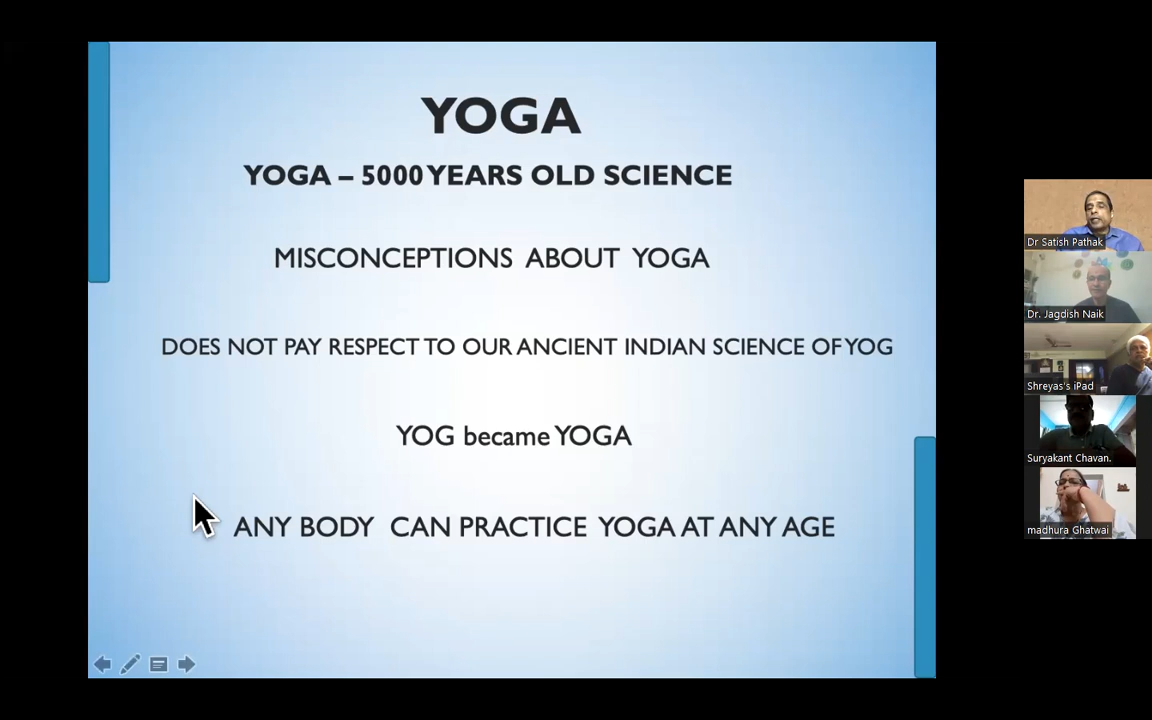 YOGA
YOGA – 5000 YEARS OLD SCIENCE
MISCONCEPTIONS ABOUT YOGA
DOES NOT PAY RESPECT TO OUR ANCIENT INDIAN SCIENCE OF YOG
YOG became YOGA
ANY BODY CAN PRACTICE YOGA AT ANY AGE
Dr Satish Pathak
Dr. Jagdish Naik
Shreyas's iPad
Suryakant Chavan.
madhura Ghatwai